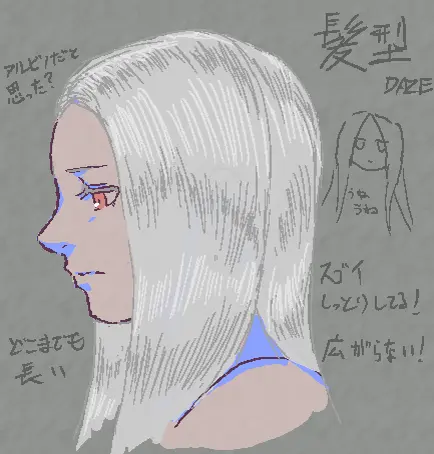 髪型
DAZE
アルビノだと
思った?
うね
うね
スゴイ
しっとりしてる!
広がらない!
どこまでも
長い